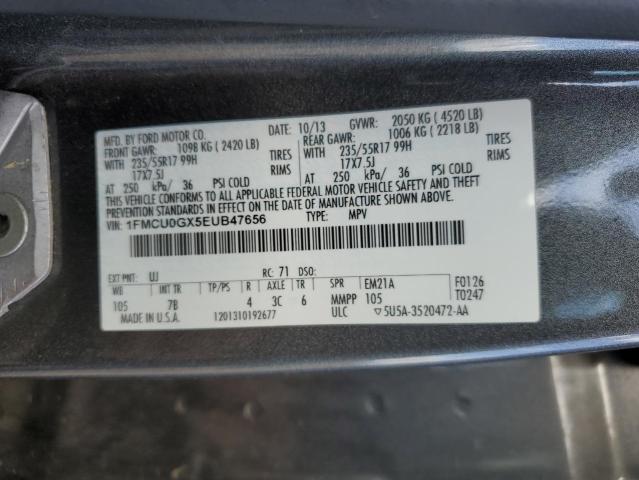 MFD. BY FORD MOTOR CO.
DATE: 10/13 GVWR: 2050 KG ( 4520 LB)
FRONT GAWR: 1098 KG ( 2420 LB)
REAR GAWR: 1006 KG ( 2218 LB)
WITH 235/55R17 99H TIRES
WITH 235/55R17 99H TIRES
17X7.5J RIMS
17X7.5J RIMS
AT 250 kPa/ 36 PSI COLD
AT 250 kPa/ 36 PSI COLD
THIS VEHICLE CONFORMS TO ALL APPLICABLE FEDERAL MOTOR VEHICLE SAFETY AND THEFT
PREVENTION STANDARDS IN EFFECT ON THE DATE OF MANUFACTURE SHOWN ABOVE.
VIN: 1FMCU0GX5EUB47656
TYPE: MPV
EXT PNT: UJ RC: 71 DSO:
WB INT TR TP/PS R AXLE TR SPR EM21A F0126
105 7B 4 3C 6 MMPP 105 T0247
MADE IN U.S.A. 1201310192677 ULC ▽5U5A-3520472-AA